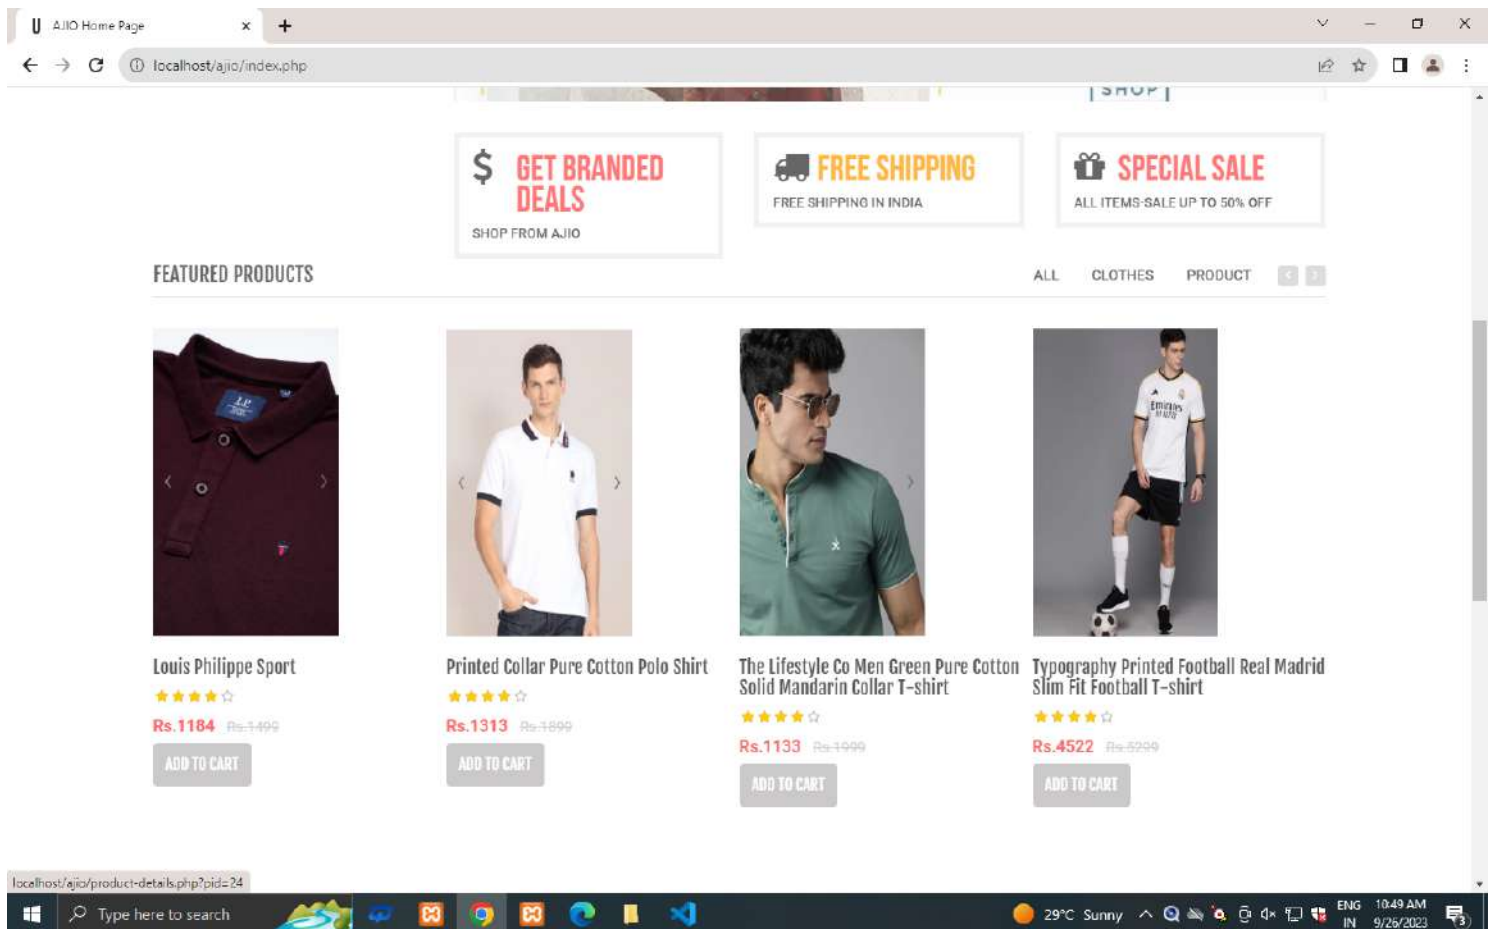 AJIO Home Page
localhost/ajio/index.php
SHOP
GET BRANDED
DEALS
SHOP FROM AJIO
FREE SHIPPING
FREE SHIPPING IN INDIA
SPECIAL SALE
ALL ITEMS-SALE UP TO 50% OFF
FEATURED PRODUCTS
ALL CLOTHES PRODUCT
L.P.
Emirates
Louis Philippe Sport
Rs.1184 Rs.1499
ADD TO CART
Printed Collar Pure Cotton Polo Shirt
Rs.1313 Rs.1899
ADD TO CART
The Lifestyle Co Men Green Pure Cotton
Solid Mandarin Collar T-shirt
Rs.1133 Rs.1999
ADD TO CART
Typography Printed Football Real Madrid
Slim Fit Football T-shirt
Rs.4522 Rs.5299
ADD TO CART
localhost/ajio/product-details.php?pid=24
Type here to search
29°C Sunny
ENG
IN
10:49 AM
9/26/2023
3